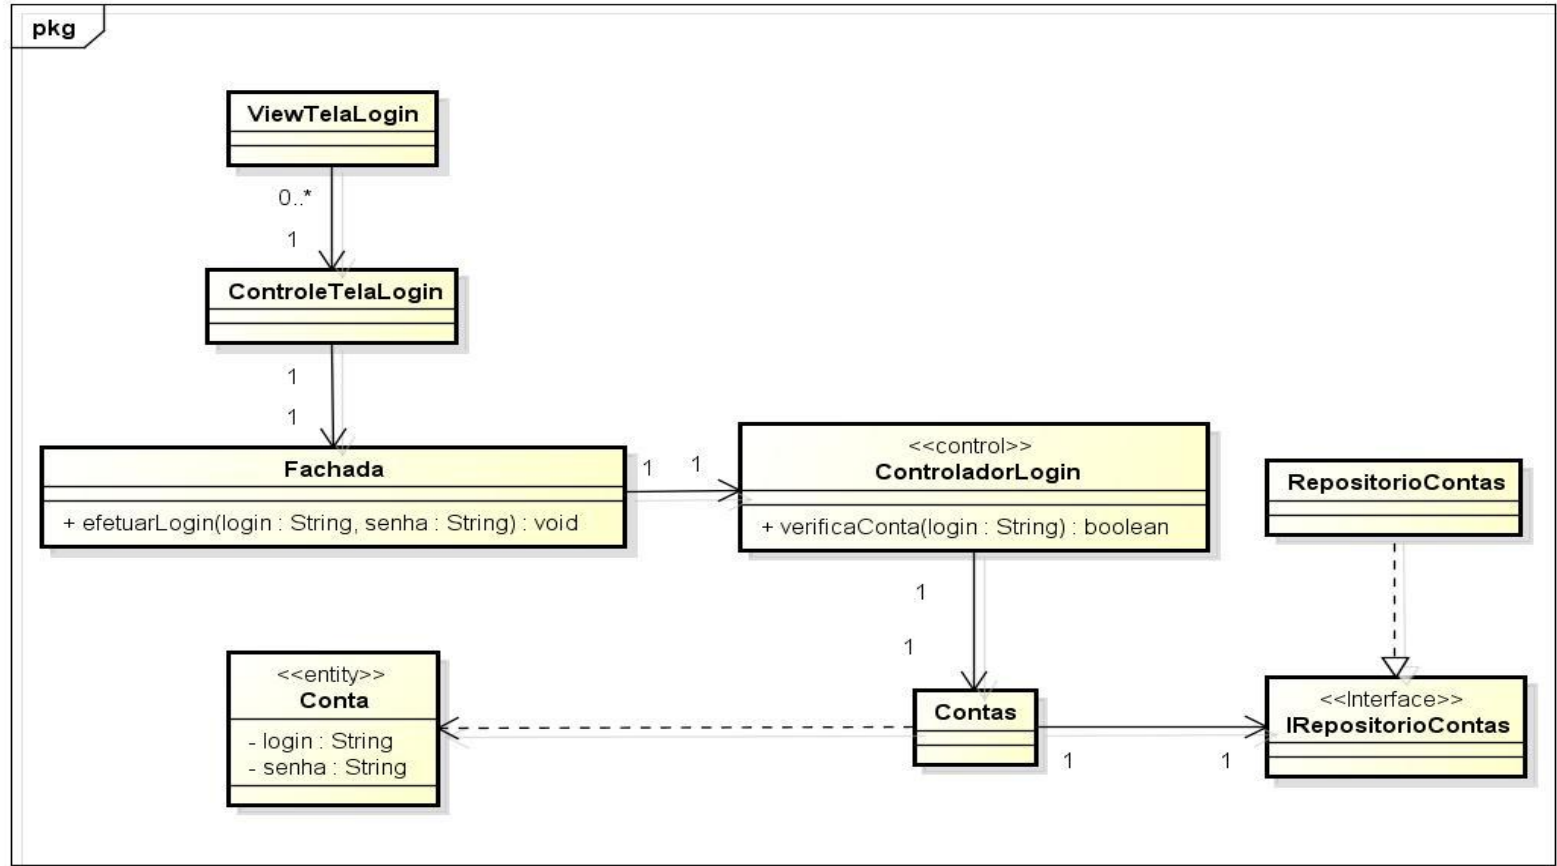 pkg
ViewTelaLogin
0..*
1
ControleTelaLogin
1
1
Fachada
+ efetuarLogin(login : String, senha : String) : void
1
1
<<control>>
ControladorLogin
+ verificaConta(login : String) : boolean
RepositorioContas
1
1
<<entity>>
Conta
- login : String
- senha : String
Contas
1
1
<<Interface>>
IRepositorioContas